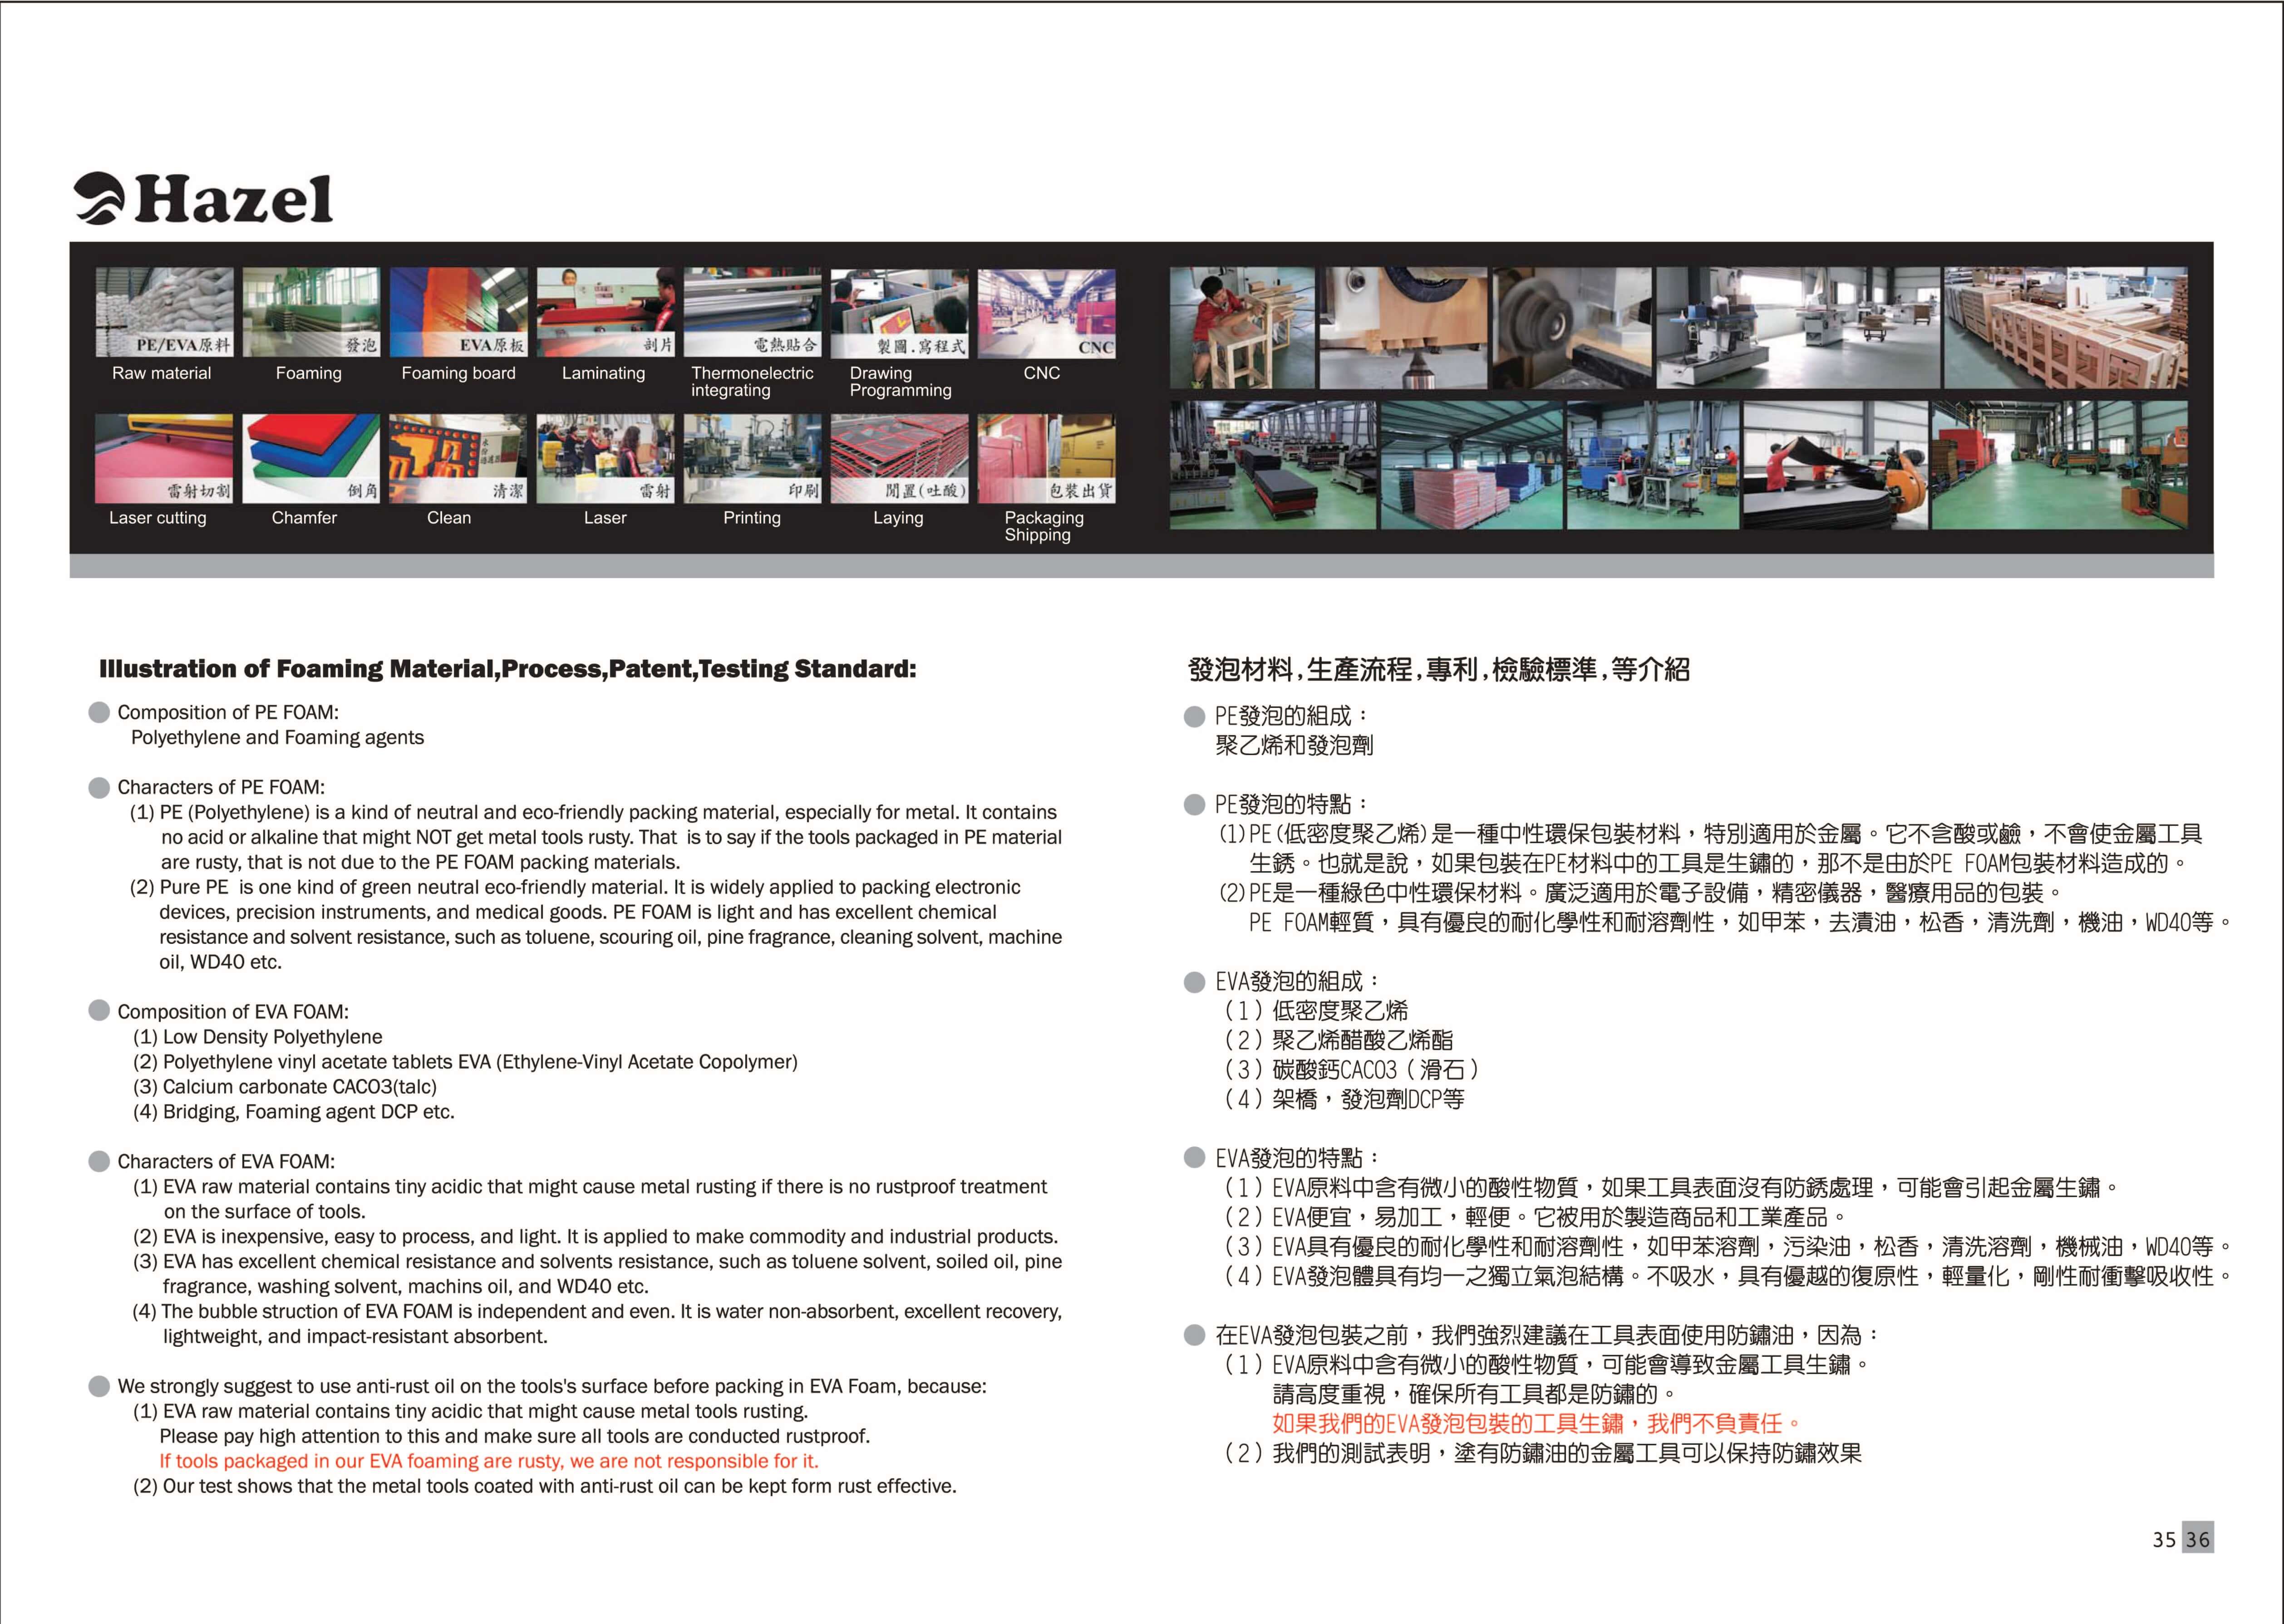 Hazel
PE/EVA原料
發泡
EVA原板
剖片
電熱貼合
製圖.寫程式
CNC
Raw material
Foaming
Foaming board
Laminating
Thermonelectric
integrating
Drawing
Programming
CNC
雷射切割
倒角
清潔
雷射
印刷
閒置(吐酸)
包裝出貨
Laser cutting
Chamfer
Clean
Laser
Printing
Laying
Packaging
Shipping
Illustration of Foaming Material,Process,Patent,Testing Standard:
Composition of PE FOAM:
Polyethylene and Foaming agents
Characters of PE FOAM:
(1) PE (Polyethylene) is a kind of neutral and eco-friendly packing material, especially for metal. It contains
no acid or alkaline that might NOT get metal tools rusty. That  is to say if the tools packaged in PE material
are rusty, that is not due to the PE FOAM packing materials.
(2) Pure PE  is one kind of green neutral eco-friendly material. It is widely applied to packing electronic
devices, precision instruments, and medical goods. PE FOAM is light and has excellent chemical
resistance and solvent resistance, such as toluene, scouring oil, pine fragrance, cleaning solvent, machine
oil, WD40 etc.
Composition of EVA FOAM:
(1) Low Density Polyethylene
(2) Polyethylene vinyl acetate tablets EVA (Ethylene-Vinyl Acetate Copolymer)
(3) Calcium carbonate CACO3(talc)
(4) Bridging, Foaming agent DCP etc.
Characters of EVA FOAM:
(1) EVA raw material contains tiny acidic that might cause metal rusting if there is no rustproof treatment
on the surface of tools.
(2) EVA is inexpensive, easy to process, and light. It is applied to make commodity and industrial products.
(3) EVA has excellent chemical resistance and solvents resistance, such as toluene solvent, soiled oil, pine
fragrance, washing solvent, machins oil, and WD40 etc.
(4) The bubble struction of EVA FOAM is independent and even. It is water non-absorbent, excellent recovery,
lightweight, and impact-resistant absorbent.
We strongly suggest to use anti-rust oil on the tools's surface before packing in EVA Foam, because:
(1) EVA raw material contains tiny acidic that might cause metal tools rusting.
Please pay high attention to this and make sure all tools are conducted rustproof.
If tools packaged in our EVA foaming are rusty, we are not responsible for it.
(2) Our test shows that the metal tools coated with anti-rust oil can be kept form rust effective.
發泡材料,生產流程,專利,檢驗標準,等介紹
PE發泡的組成：
聚乙烯和發泡劑
PE發泡的特點：
(1)PE(低密度聚乙烯)是一種中性環保包裝材料，特別適用於金屬。它不含酸或鹼，不會使金屬工具
生銹。也就是說，如果包裝在PE材料中的工具是生鏽的，那不是由於PE FOAM包裝材料造成的。
(2)PE是一種綠色中性環保材料。廣泛適用於電子設備，精密儀器，醫療用品的包裝。
PE FOAM輕質，具有優良的耐化學性和耐溶劑性，如甲苯，去漬油，松香，清洗劑，機油，WD40等。
EVA發泡的組成：
（1）低密度聚乙烯
（2）聚乙烯醋酸乙烯酯
（3）碳酸鈣CACO3（滑石）
（4）架橋，發泡劑DCP等
EVA發泡的特點：
（1）EVA原料中含有微小的酸性物質，如果工具表面沒有防銹處理，可能會引起金屬生鏽。
（2）EVA便宜，易加工，輕便。它被用於製造商品和工業產品。
（3）EVA具有優良的耐化學性和耐溶劑性，如甲苯溶劑，污染油，松香，清洗溶劑，機械油，WD40等。
（4）EVA發泡體具有均一之獨立氣泡結構。不吸水，具有優越的復原性，輕量化，剛性耐衝擊吸收性。
在EVA發泡包裝之前，我們強烈建議在工具表面使用防鏽油，因為：
（1）EVA原料中含有微小的酸性物質，可能會導致金屬工具生鏽。
請高度重視，確保所有工具都是防鏽的。
如果我們的EVA發泡包裝的工具生鏽，我們不負責任。
（2）我們的測試表明，塗有防鏽油的金屬工具可以保持防鏽效果
35 36